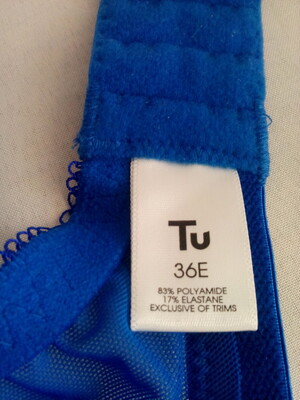 Tu
36E
83% POLYAMIDE
17% ELASTANE
EXCLUSIVE OF TRIMS